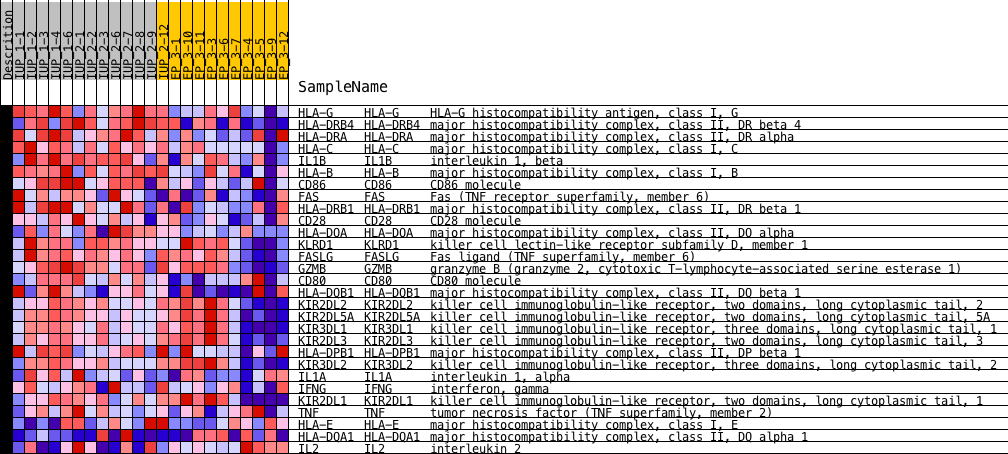 Descrition
IUP_1-1
IUP_1-2
IUP_1-3
IUP_1-4
IUP_1-6
IUP_2-1
IUP_2-2
IUP_2-3
IUP_2-7
IUP_2-8
IUP_2-9
IUP_2-12
EP_3-1
EP_3-10
EP_3-11
EP_3-3
EP_3-6
EP_3-7
EP_3-4
EP_3-5
EP_3-9
EP_3-12
SampleName
HLA-G HLA-G HLA-G histocompatibility antigen, class I, G
HLA-DRB4 HLA-DRB4 major histocompatibility complex, class II, DR beta 4
HLA-DRA HLA-DRA major histocompatibility complex, class II, DR alpha
HLA-C HLA-C major histocompatibility complex, class I, C
IL1B IL1B interleukin 1, beta
HLA-B HLA-B major histocompatibility complex, class I, B
CD86 CD86 CD86 molecule
FAS FAS Fas (TNF receptor superfamily, member 6)
HLA-DRB1 HLA-DRB1 major histocompatibility complex, class II, DR beta 1
CD28 CD28 CD28 molecule
HLA-DOA HLA-DOA major histocompatibility complex, class II, DO alpha
KLRD1 KLRD1 killer cell lectin-like receptor subfamily D, member 1
FASLG FASLG Fas ligand (TNF superfamily, member 6)
GZMB GZMB granzyme B (granzyme 2, cytotoxic T-lymphocyte-associated serine esterase 1)
CD80 CD80 CD80 molecule
HLA-DQB1 HLA-DQB1 major histocompatibility complex, class II, DQ beta 1
KIR2DL2 KIR2DL2 killer cell immunoglobulin-like receptor, two domains, long cytoplasmic tail, 2
KIR2DL5A KIR2DL5A killer cell immunoglobulin-like receptor, two domains, long cytoplasmic tail, 5A
KIR3DL1 KIR3DL1 killer cell immunoglobulin-like receptor, three domains, long cytoplasmic tail, 1
KIR2DL3 KIR2DL3 killer cell immunoglobulin-like receptor, two domains, long cytoplasmic tail, 3
HLA-DPB1 HLA-DPB1 major histocompatibility complex, class II, DP beta 1
KIR3DL2 KIR3DL2 killer cell immunoglobulin-like receptor, three domains, long cytoplasmic tail, 2
IL1A IL1A interleukin 1, alpha
IFNG IFNG interferon, gamma
KIR2DL1 KIR2DL1 killer cell immunoglobulin-like receptor, two domains, long cytoplasmic tail, 1
TNF TNF tumor necrosis factor (TNF superfamily, member 2)
HLA-E HLA-E major histocompatibility complex, class I, E
HLA-DQA1 HLA-DQA1 major histocompatibility complex, class II, DQ alpha 1
IL2 IL2 interleukin 2